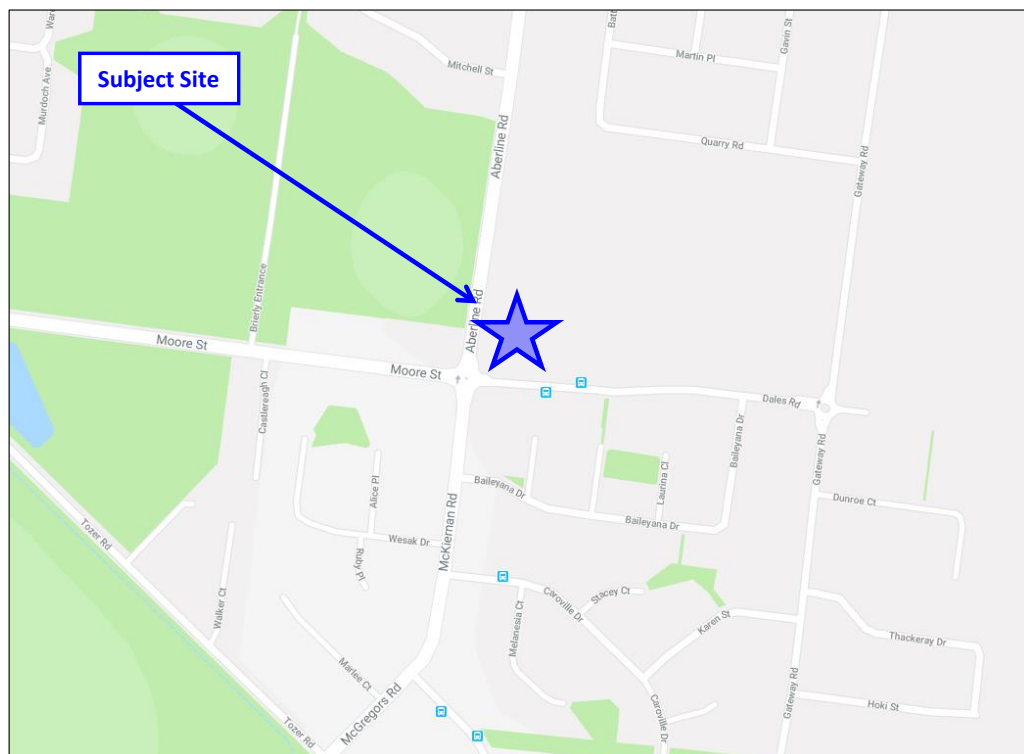 War
Murdoch Ave
Mitchell St
Batt
Martin Pl
Gavin St
Subject Site
Aberline Rd
Quarry Rd
Gateway Rd
Brierly Entrance
Aberline Rd
Moore St
Moore St
Castlereagh Cl
Dales Rd
Baileyana Dr
Gateway Rd
Alice Pl
Baileyana Dr
Laurina Cl
Baileyana Dr
Dunroe Ct
Tozer Rd
McKiernan Rd
Wesak Dr
Ruby Pl
Walker Ct
Caroville Dr
Stacey Ct
Karen St
Melanesia Ct
Thackeray Dr
Marlee Ct
McGregors Rd
Caroville Dr
Gateway Rd
Hoki St
Tozer Rd